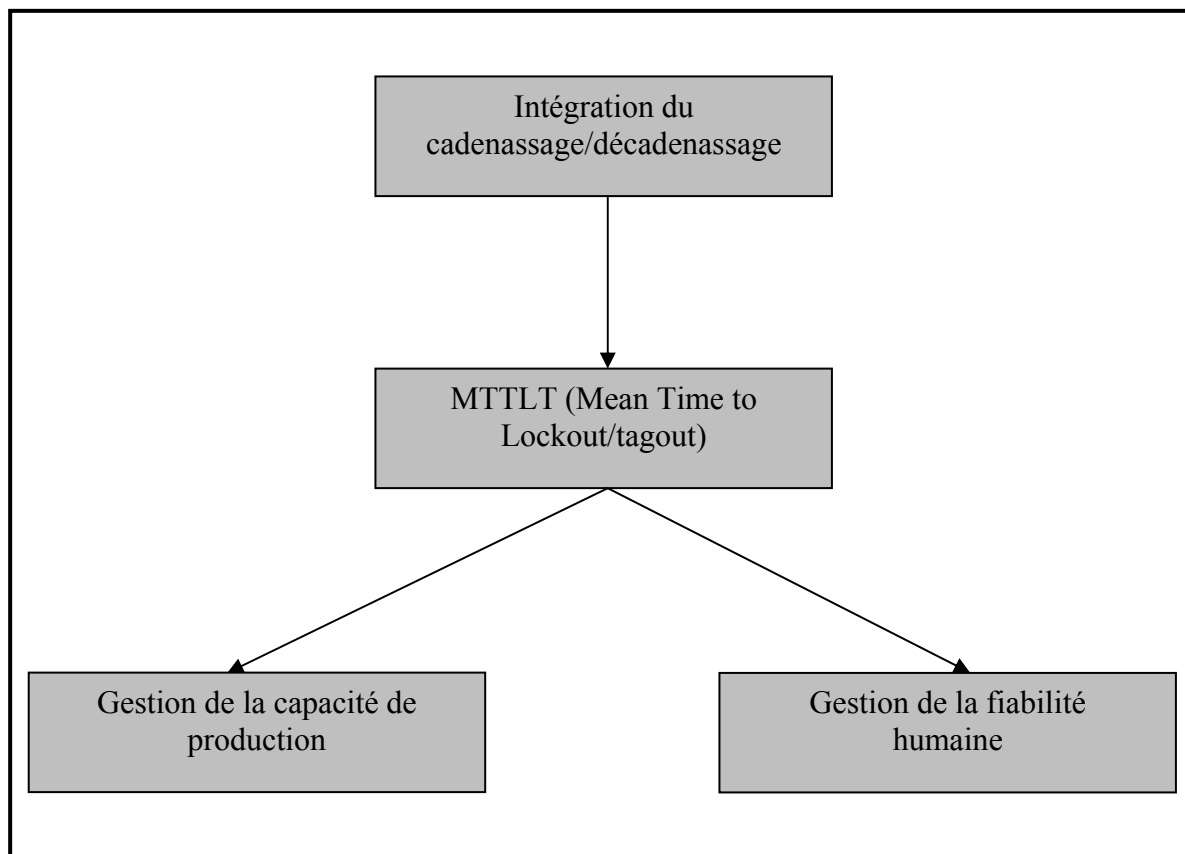 Intégration du
cadenassage/décadenassage
MTTLT (Mean Time to
Lockout/tagout)
Gestion de la capacité de
production
Gestion de la fiabilité
humaine